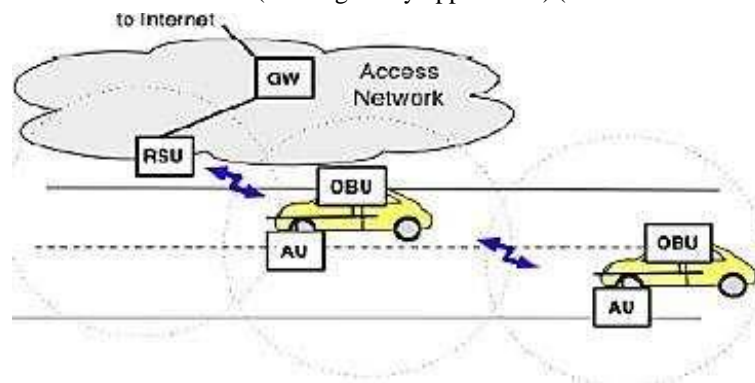 to Internet
GW
Access
Network
RSU
OBU
AU
OBU
AU